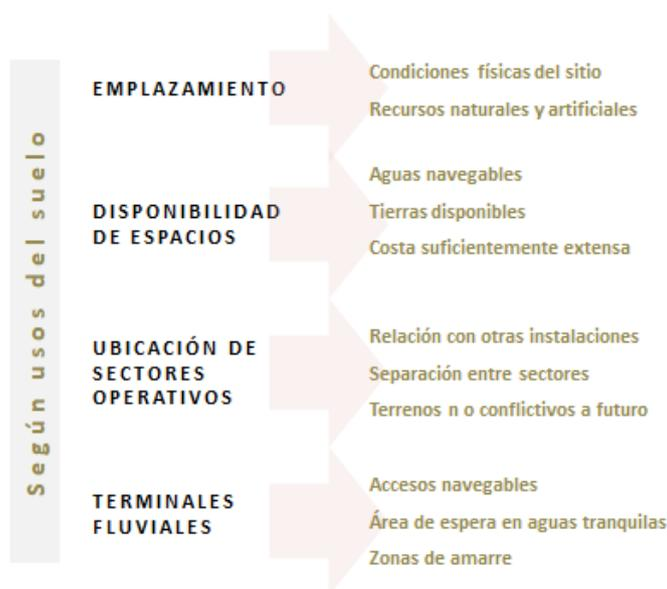 Según usos del suelo
EMPLAZAMIENTO
Condiciones físicas del sitio
Recursos naturales y artificiales
DISPONIBILIDAD
DE ESPACIOS
Aguas navegables
Tierras disponibles
Costa suficientemente extensa
UBICACIÓN DE
SECTORES
OPERATIVOS
Relación con otras instalaciones
Separación entre sectores
Terrenos n o conflictivos a futuro
TERMINALES
FLUVIALES
Accesos navegables
Área de espera en aguas tranquilas
Zonas de amarre